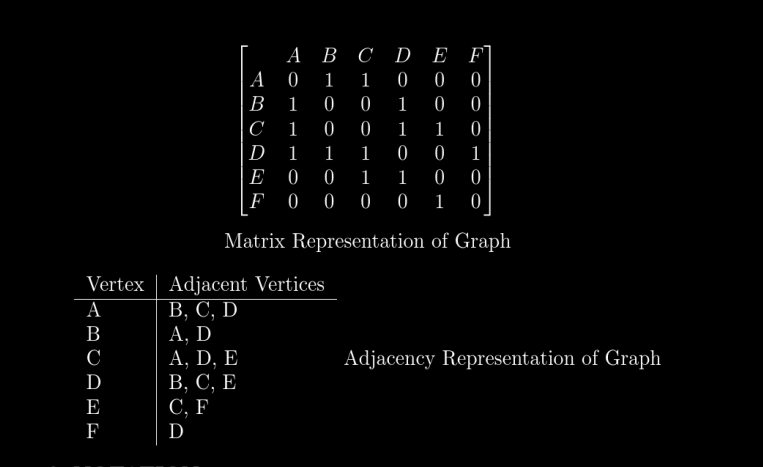 A B C D E F
A 0 1 1 0 0 0
B 1 0 0 1 0 0
C 1 0 0 1 1 0
D 1 1 1 0 0 1
E 0 0 1 1 0 0
F 0 0 0 0 1 0
Matrix Representation of Graph
Vertex Adjacent Vertices
A B, C, D
B A, D
C A, D, E
D B, C, E
E C, F
F D
Adjacency Representation of Graph